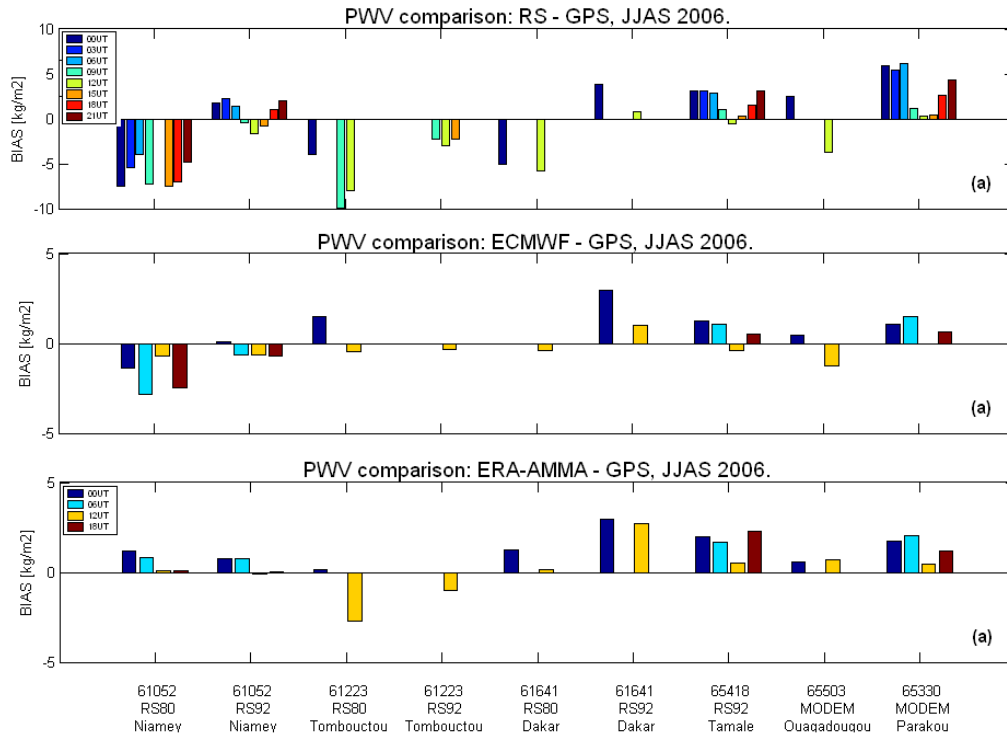 PWV comparison: RS - GPS, JJAS 2006.
10
5
0
-5
-10
BIAS [kg/m2]
00UT
03UT
06UT
09UT
12UT
15UT
18UT
21UT
(a)
PWV comparison: ECMWF - GPS, JJAS 2006.
5
0
-5
BIAS [kg/m2]
(a)
PWV comparison: ERA-AMMA - GPS, JJAS 2006.
5
0
-5
BIAS [kg/m2]
00UT
06UT
12UT
18UT
(a)
61052 61052 61223 61223 61641 61641 65418 65503 65330
RS80 RS92 RS80 RS92 RS80 RS92 RS92 MODEM MODEM
Niamey Niamey Tombouctou Tombouctou Dakar Dakar Tamale Ouagadougou Parakou